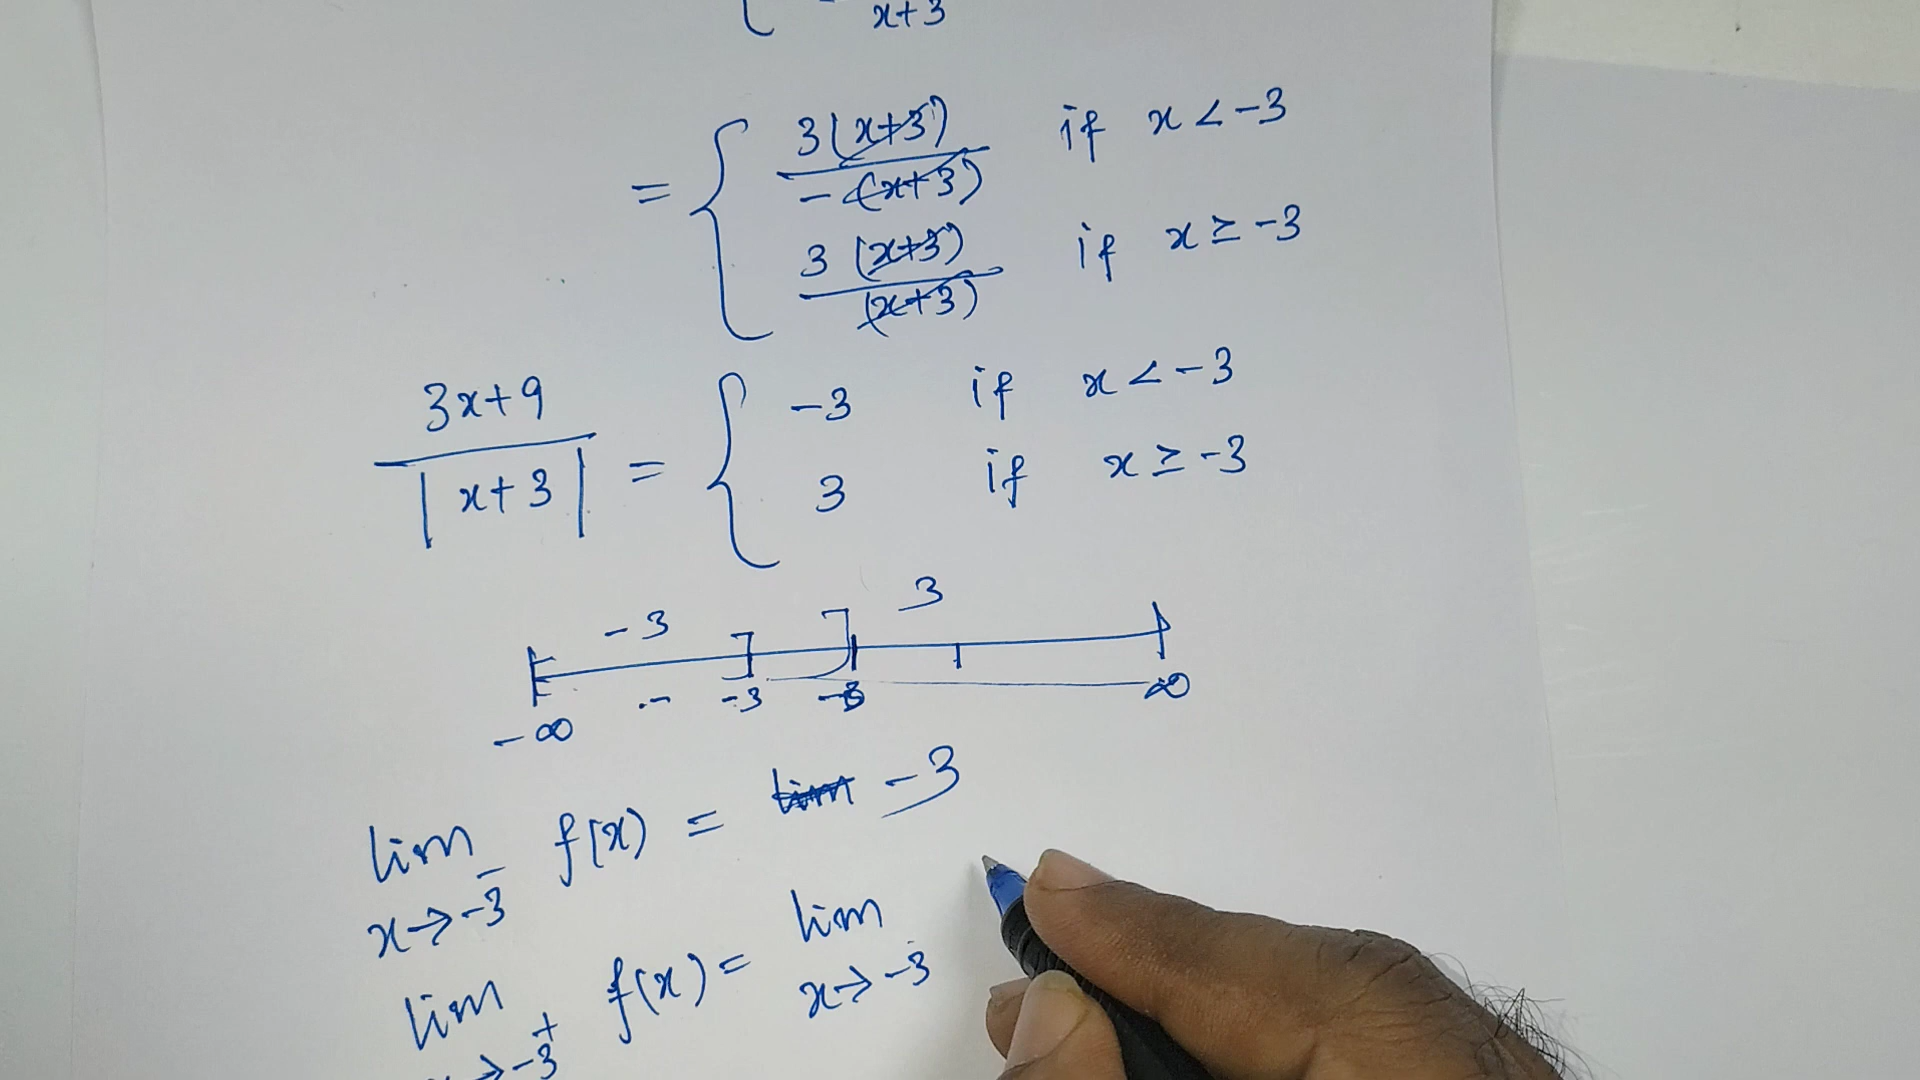 x+3
= { 3(x+3) / -(x+3) if x < -3
3(x+3) / (x+3) if x ≥ -3
3x+9 / |x+3| = { -3 if x < -3
3 if x ≥ -3
-3 3
-∞ - -3 -3 ∞
lim x→-3⁻ f(x) = -3
lim x→-3⁺ f(x) = lim x→-3